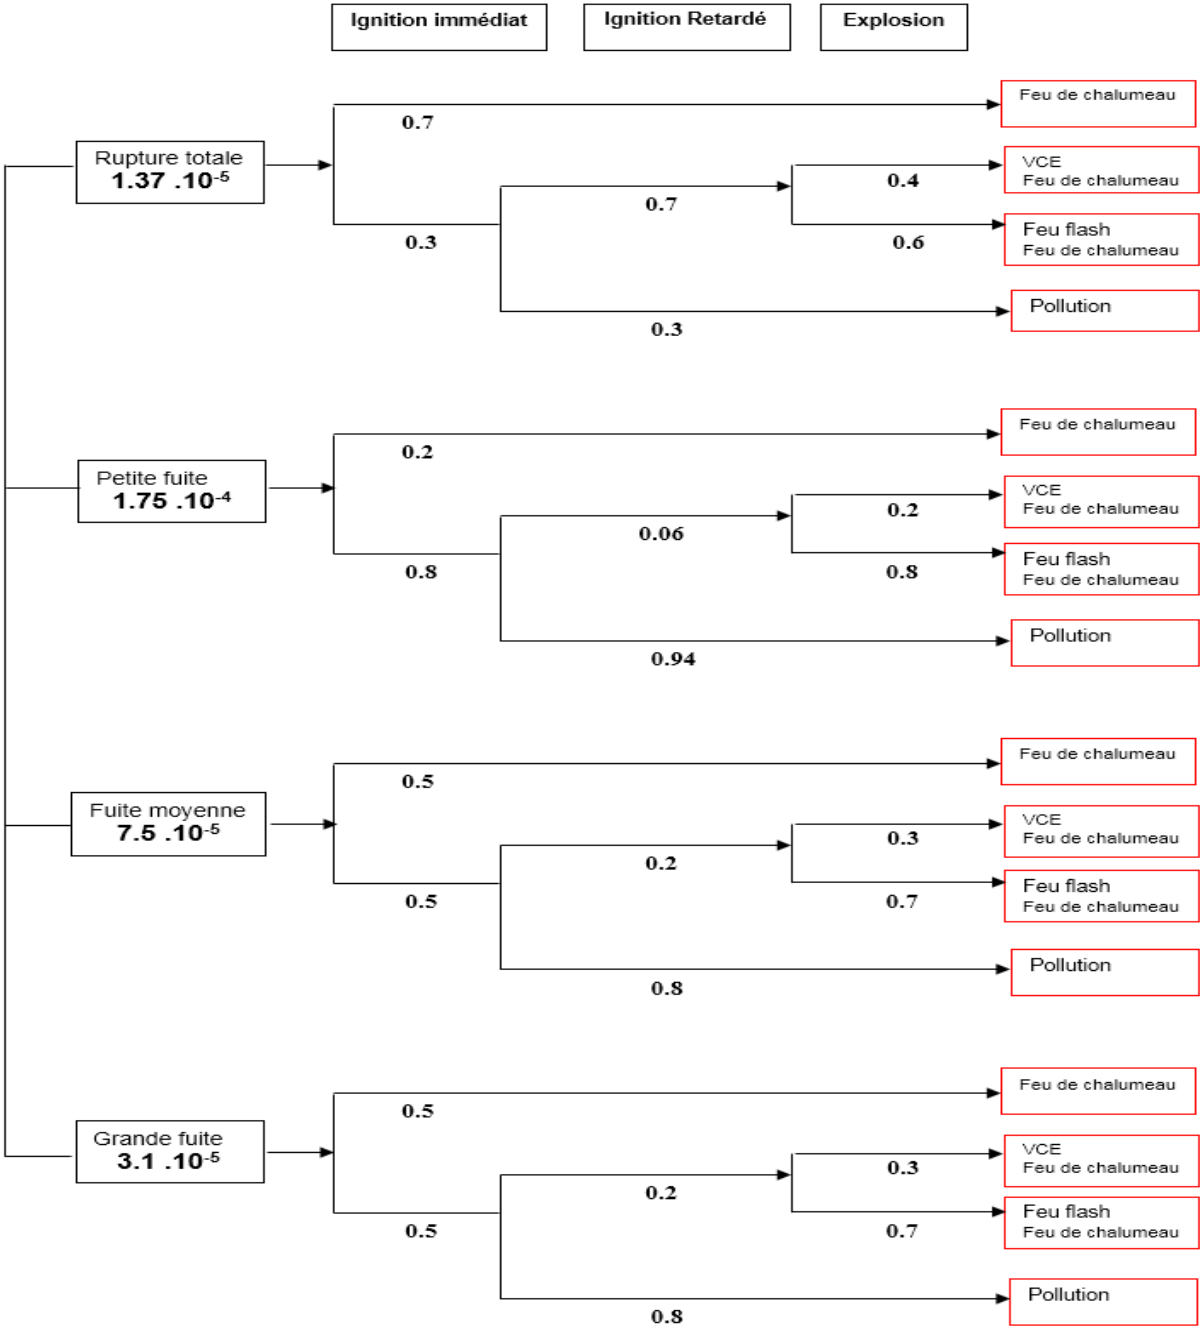 Ignition immédiat
Ignition Retardé
Explosion
Feu de chalumeau
0.7
Rupture totale
1.37 .10-5
VCE
Feu de chalumeau
0.4
0.7
0.3
Feu flash
Feu de chalumeau
0.6
Pollution
0.3
Feu de chalumeau
0.2
Petite fuite
1.75 .10-4
VCE
Feu de chalumeau
0.2
0.06
0.8
Feu flash
Feu de chalumeau
0.8
Pollution
0.94
Feu de chalumeau
0.5
Fuite moyenne
7.5 .10-5
VCE
Feu de chalumeau
0.3
0.2
0.5
Feu flash
Feu de chalumeau
0.7
Pollution
0.8
Feu de chalumeau
0.5
Grande fuite
3.1 .10-5
VCE
Feu de chalumeau
0.3
0.2
0.5
Feu flash
Feu de chalumeau
0.7
Pollution
0.8